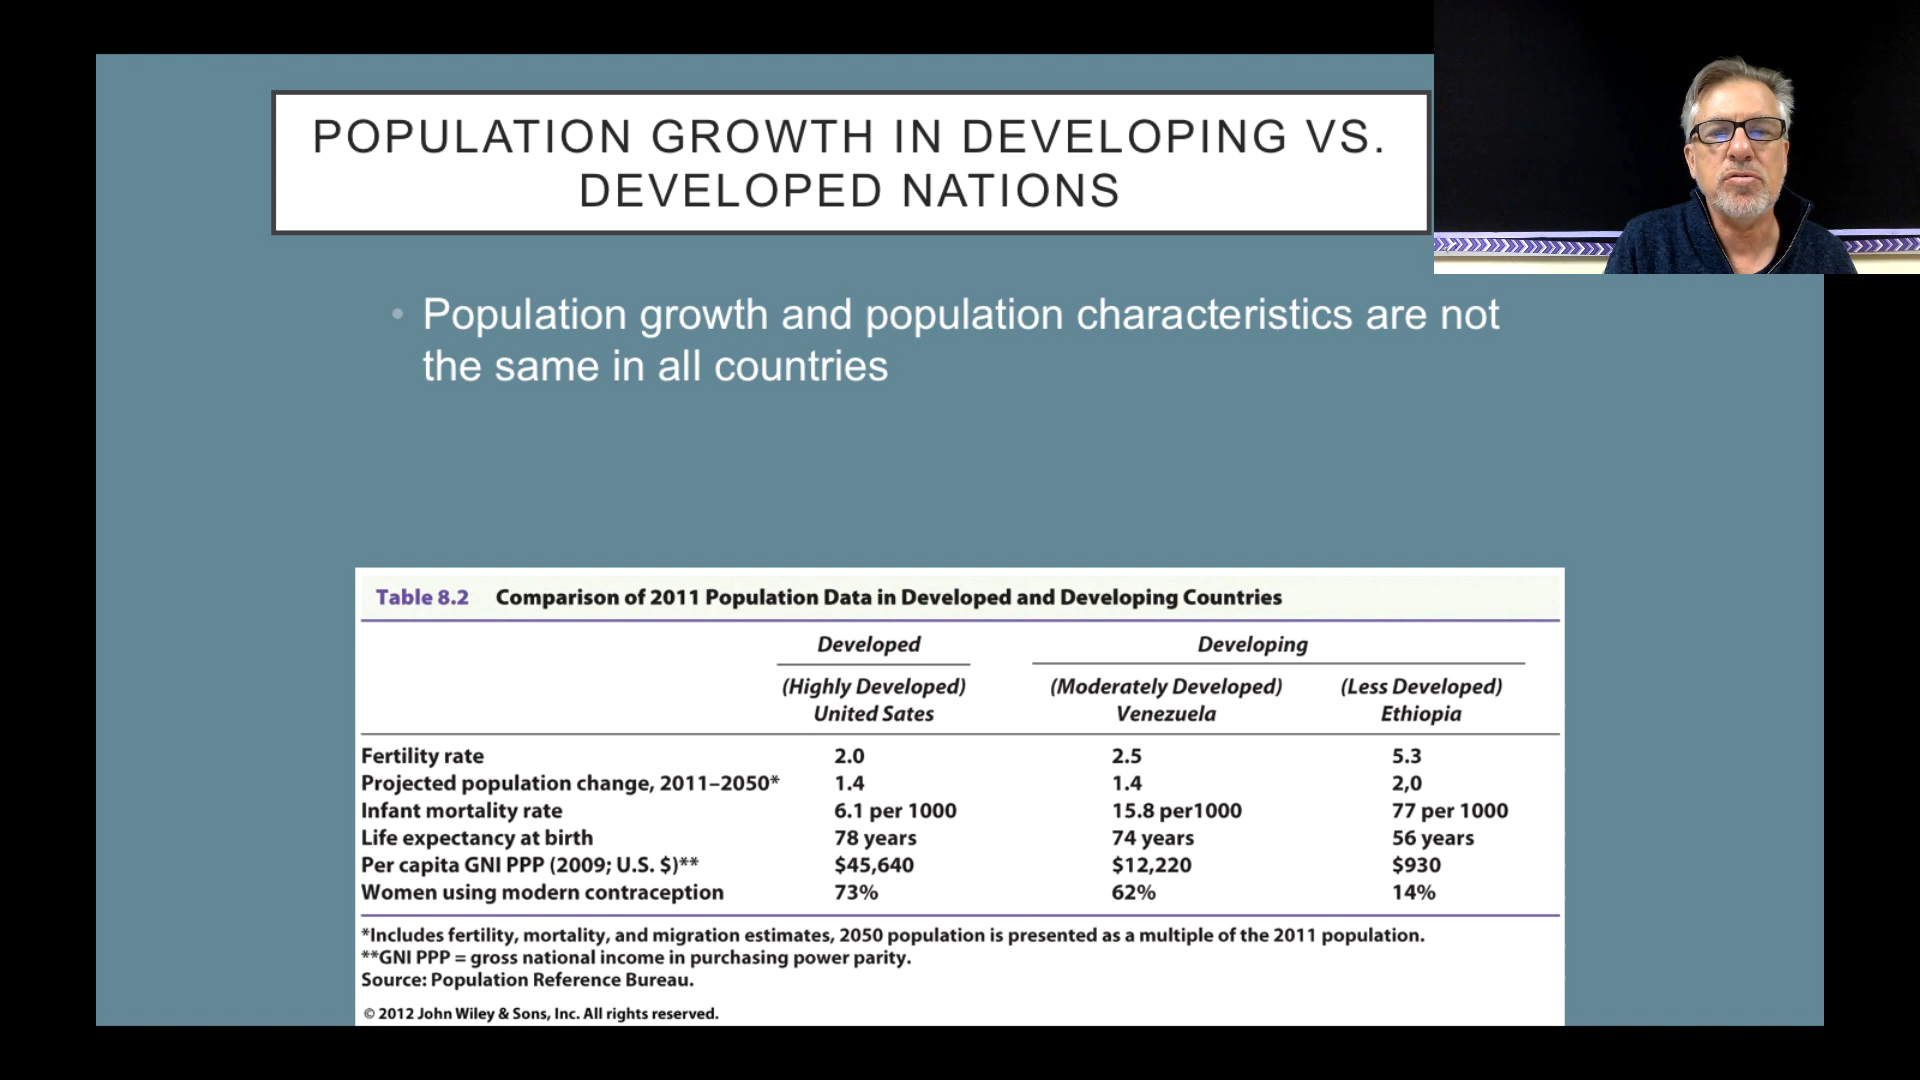 POPULATION GROWTH IN DEVELOPING VS.
DEVELOPED NATIONS
• Population growth and population characteristics are not
the same in all countries
Table 8.2 Comparison of 2011 Population Data in Developed and Developing Countries
Developed Developing
(Highly Developed) (Moderately Developed) (Less Developed)
United Sates Venezuela Ethiopia
Fertility rate 2.0 2.5 5.3
Projected population change, 2011–2050* 1.4 1.4 2,0
Infant mortality rate 6.1 per 1000 15.8 per1000 77 per 1000
Life expectancy at birth 78 years 74 years 56 years
Per capita GNI PPP (2009; U.S. $)** $45,640 $12,220 $930
Women using modern contraception 73% 62% 14%
*Includes fertility, mortality, and migration estimates, 2050 population is presented as a multiple of the 2011 population.
**GNI PPP = gross national income in purchasing power parity.
Source: Population Reference Bureau.
© 2012 John Wiley & Sons, Inc. All rights reserved.